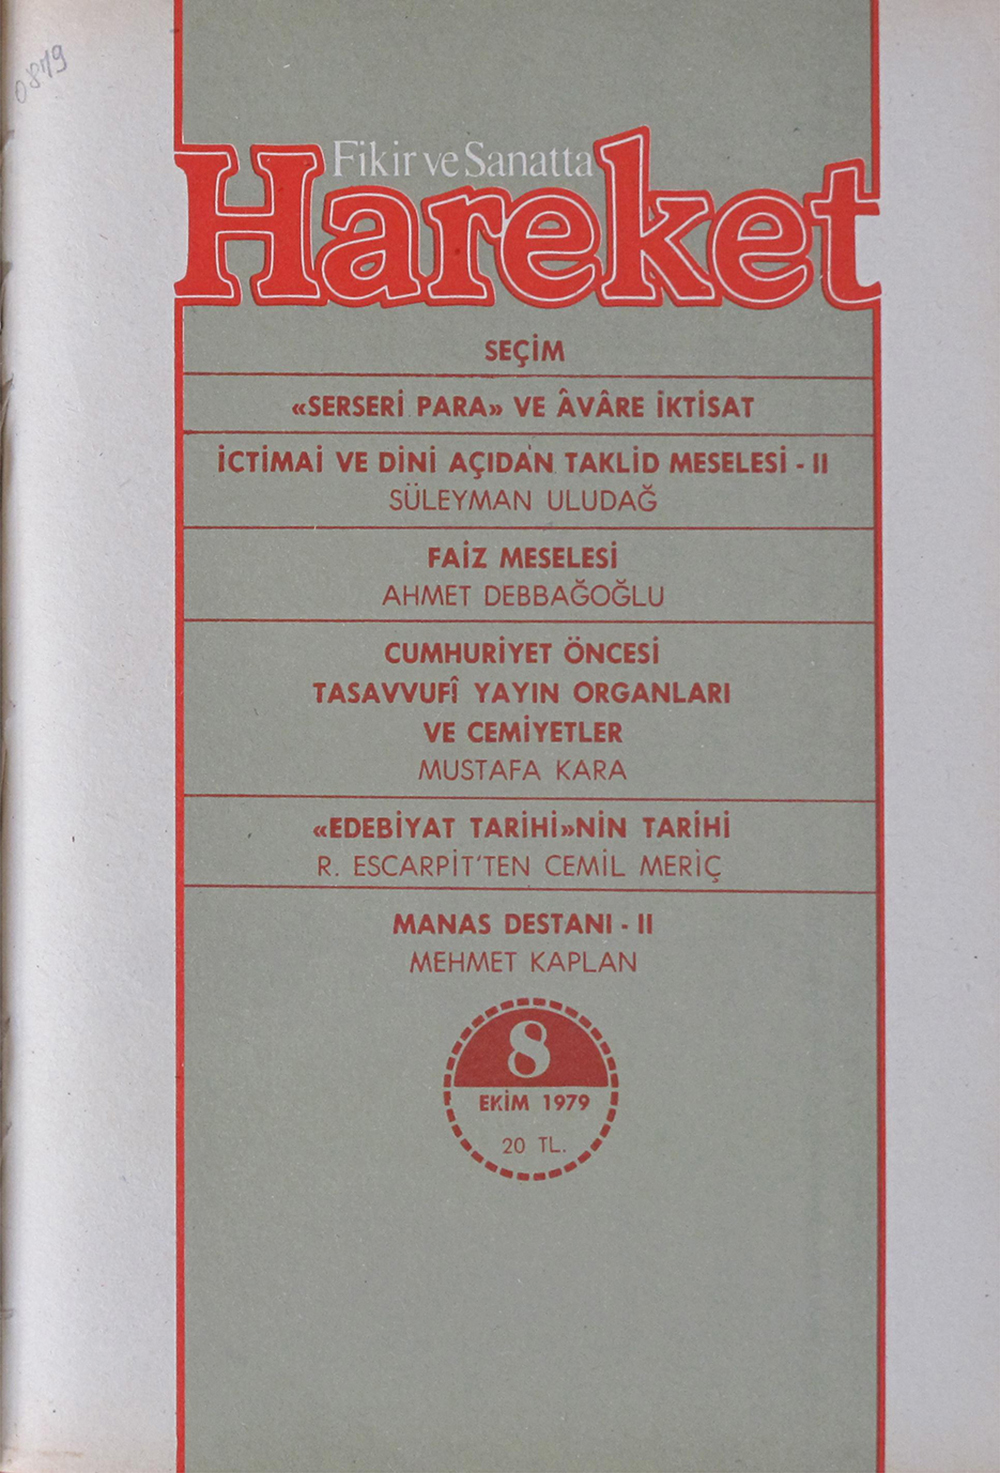 0879
Fikir ve Sanatta
Hareket
SEÇİM
«SERSERİ PARA» VE ÂVÂRE İKTİSAT
İCTİMAİ VE DİNİ AÇIDAN TAKLİD MESELESİ - II
SÜLEYMAN ULUDAĞ
FAİZ MESELESİ
AHMET DEBBAĞOĞLU
CUMHURİYET ÖNCESİ
TASAVVUFÎ YAYIN ORGANLARI
VE CEMİYETLER
MUSTAFA KARA
«EDEBİYAT TARİHİ»NİN TARİHİ
R. ESCARPİT'TEN CEMİL MERİÇ
MANAS DESTANI - II
MEHMET KAPLAN
8
EKİM 1979
20 TL.